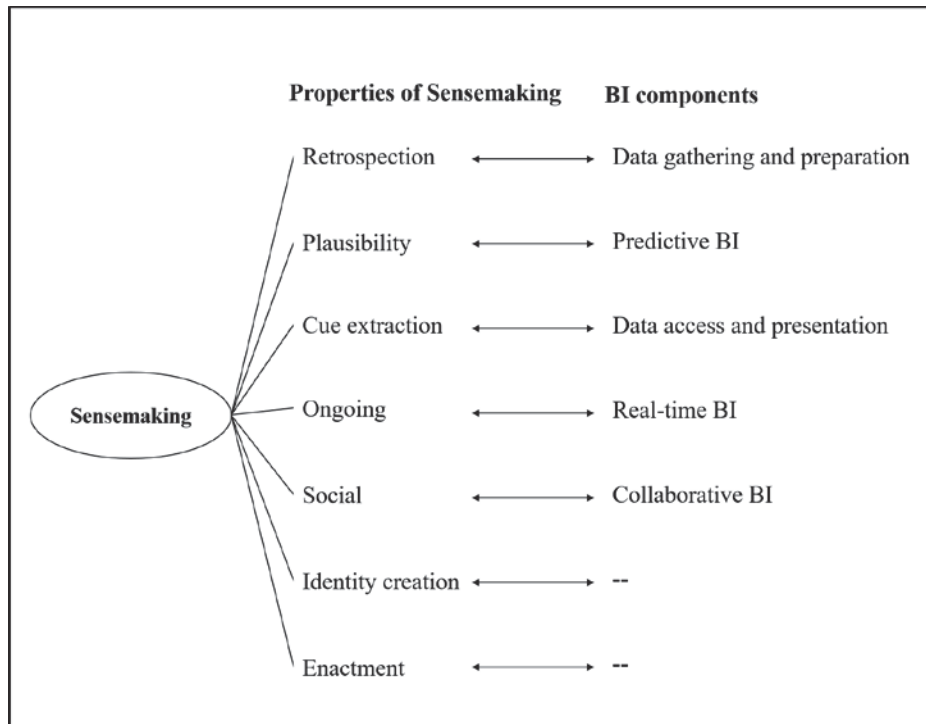 Properties of Sensemaking BI components
Retrospection Data gathering and preparation
Plausibility Predictive BI
Cue extraction Data access and presentation
Ongoing Real-time BI
Sensemaking
Social Collaborative BI
Identity creation --
Enactment --